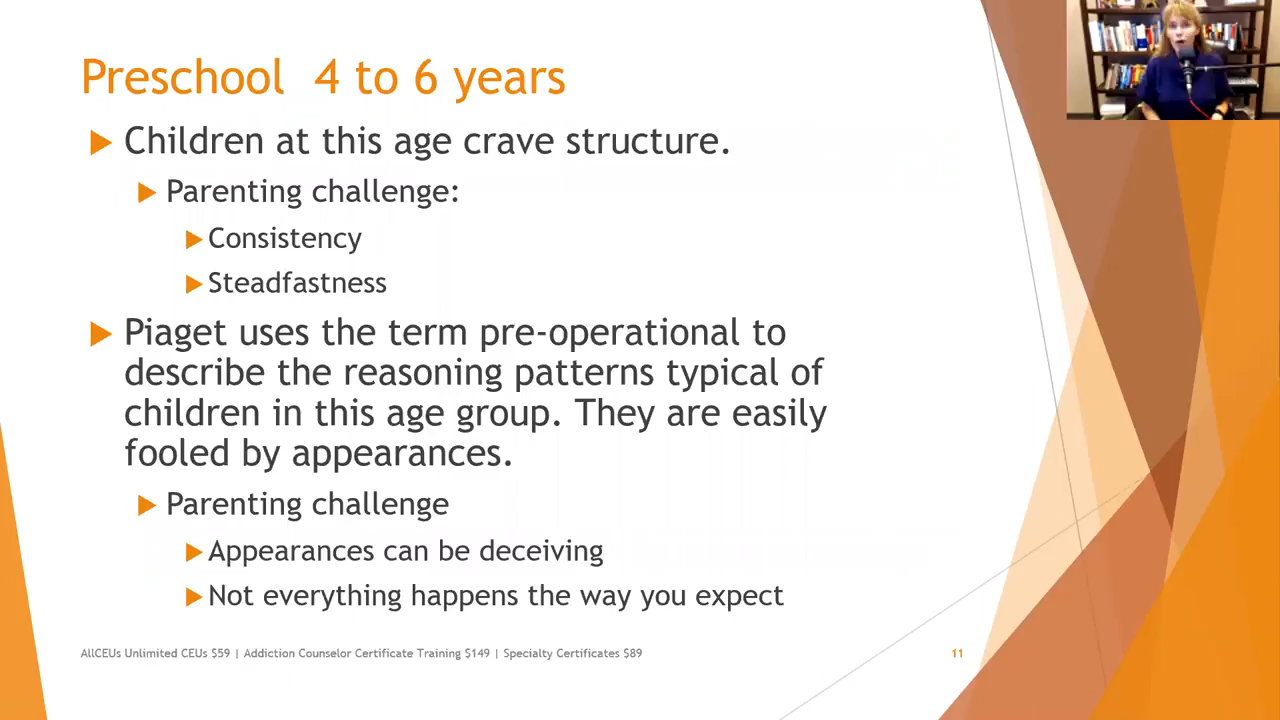 Preschool 4 to 6 years
Children at this age crave structure.
Parenting challenge:
Consistency
Steadfastness
Piaget uses the term pre-operational to
describe the reasoning patterns typical of
children in this age group. They are easily
fooled by appearances.
Parenting challenge
Appearances can be deceiving
Not everything happens the way you expect
AllCEUs Unlimited CEUs $59 | Addiction Counselor Certificate Training $149 | Specialty Certificates $89
11